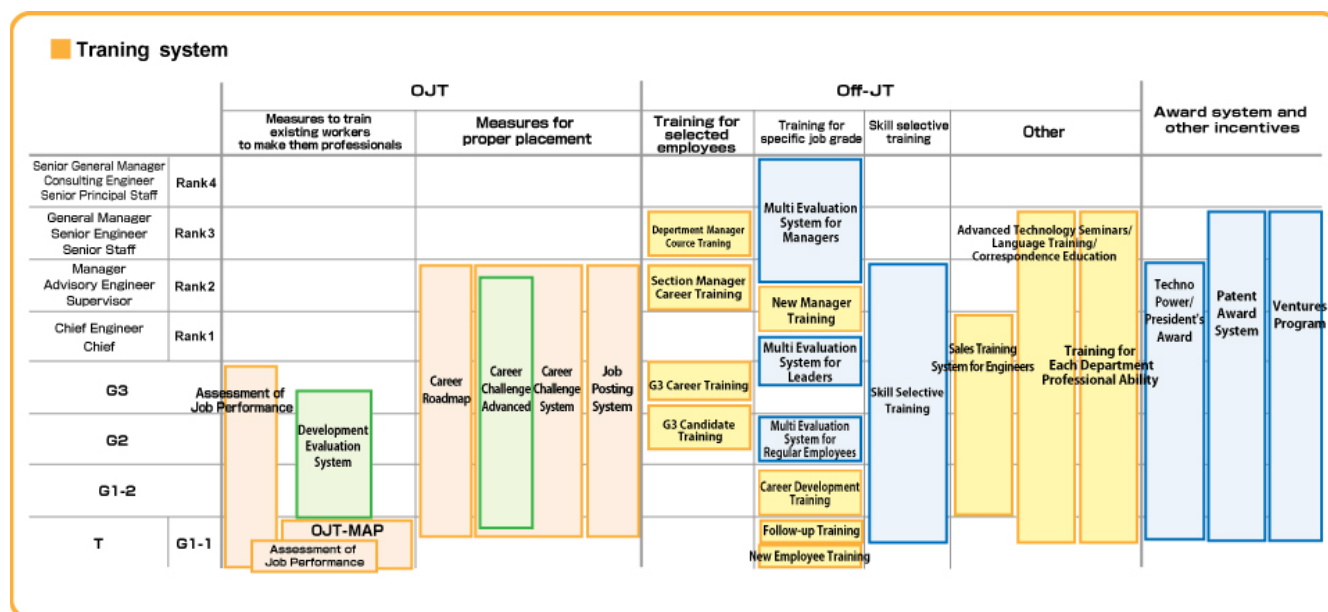 Traning system
OJT
Off-JT
Award system and
other incentives
Measures to train
existing workers
to make them professionals
Measures for
proper placement
Training for
selected
employees
Training for
specific job grade
Skill selective
training
Other
Senior General Manager
Consulting Engineer
Senior Principal Staff
Rank4
General Manager
Senior Engineer
Senior Staff
Rank3
Manager
Advisory Engineer
Supervisor
Rank2
Chief Engineer
Chief
Rank1
G3
G2
G1-2
T
G1-1
Assessment of
Job Performance
Development
Evaluation
System
OJT-MAP
Assessment of
Job Performance
Career
Roadmap
Career
Challenge
Advanced
Career
Challenge
System
Job
Posting
System
Department Manager
Cource Traning
Section Manager
Career Training
G3 Career Training
G3 Candidate
Training
Multi Evaluation
System for
Managers
New Manager
Training
Multi Evaluation
System for
Leaders
Multi Evaluation
System for
Regular Employees
Career Development
Training
Follow-up Training
New Employee Training
Skill Selective
Training
Sales Training
System for Engineers
Advanced Technology Seminars/
Language Training/
Correspondence Education
Training for
Each Department
Professional Ability
Techno
Power/
President's
Award
Patent
Award
System
Ventures
Program